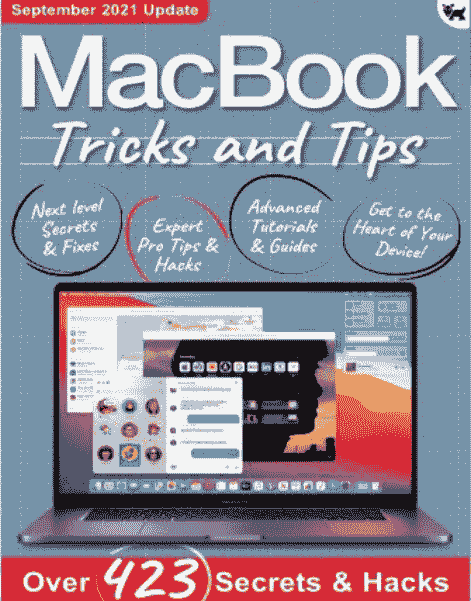 September 2021 Update
MacBook
Tricks and Tips
Next level
Secrets
& Fixes
Expert
Pro Tips &
Hacks
Advanced
Tutorials
& Guides
Get to the
Heart of Your
Device!
Over 423 Secrets & Hacks